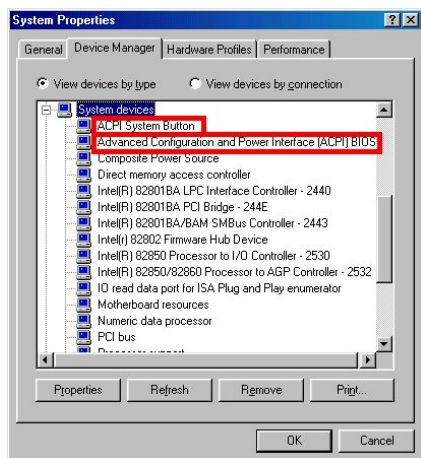 System Properties
General Device Manager Hardware Profiles Performance
View devices by type View devices by connection
System devices
ACPI System Button
Advanced Configuration and Power Interface (ACPI) BIOS
Composite Power Source
Direct memory access controller
Intel(R) 82801BA LPC Interface Controller - 2440
Intel(R) 82801BA PCI Bridge - 244E
Intel(R) 82801BA/BAM SMBus Controller - 2443
Intel(r) 82802 Firmware Hub Device
Intel(R) 82850 Processor to I/O Controller - 2530
Intel(R) 82850/82860 Processor to AGP Controller - 2532
IO read data port for ISA Plug and Play enumerator
Motherboard resources
Numeric data processor
PCI bus
Properties Refresh Remove Print...
OK Cancel